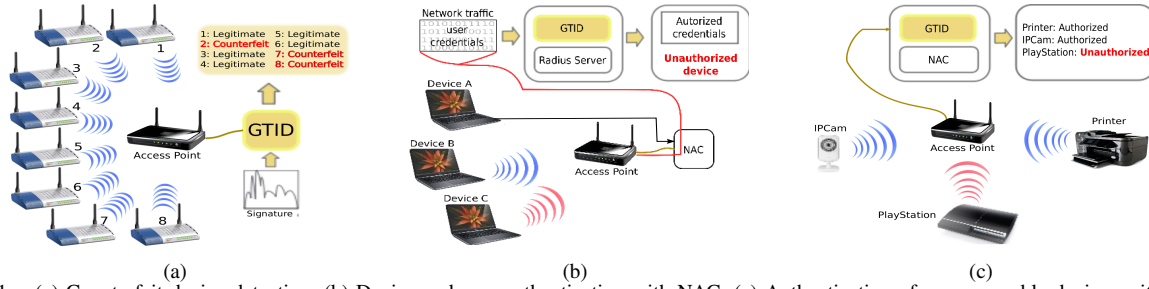 1: Legitimate 5: Legitimate
2: Counterfeit 6: Legitimate
3: Legitimate 7: Counterfeit
4: Legitimate 8: Counterfeit
2
1
3
4
5
6
7
8
Access Point
GTID
Signature
(a)
Network traffic
user
credentials
GTID
Radius Server
Autorized
credentials
Unauthorized
device
Device A
Device B
Device C
Access Point
NAC
(b)
GTID
NAC
Printer: Authorized
IPCam: Authorized
PlayStation: Unauthorized
IPCam
Access Point
Printer
PlayStation
(c)